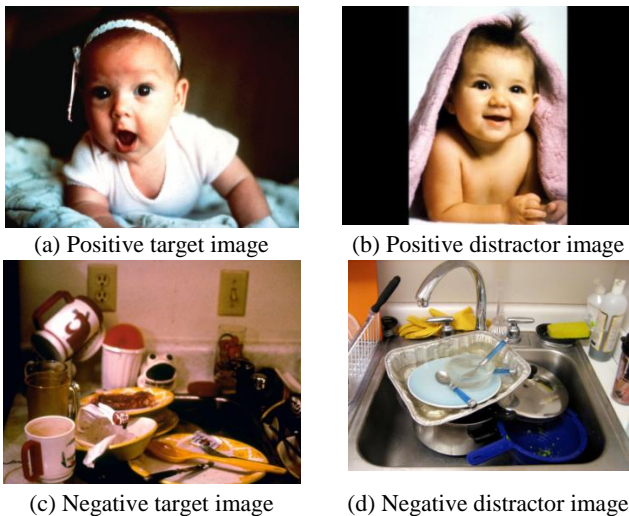 (a) Positive target image
(b) Positive distractor image
(c) Negative target image
(d) Negative distractor image